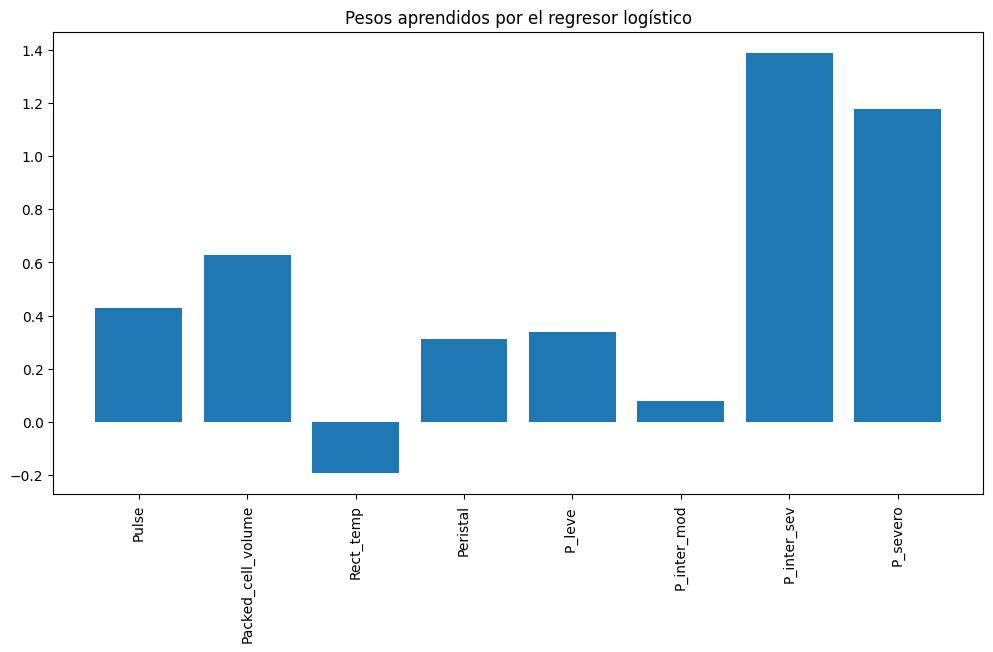 Pesos aprendidos por el regresor logístico
1.4
1.2
1.0
0.8
0.6
0.4
0.2
0.0
−0.2
Pulse
Packed_cell_volume
Rect_temp
Peristal
P_leve
P_inter_mod
P_inter_sev
P_severo